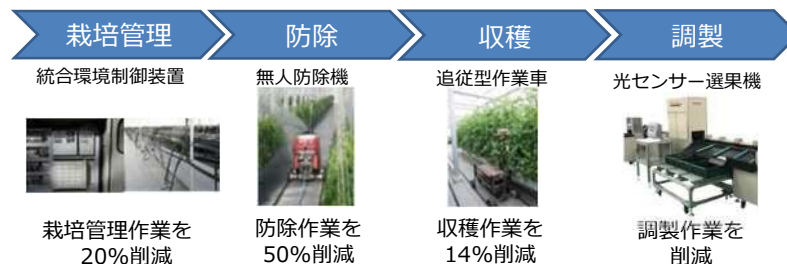 栽培管理
防除
収穫
調製
統合環境制御装置
無人防除機
追従型作業車
光センサー選果機
栽培管理作業を
20%削減
防除作業を
50%削減
収穫作業を
14%削減
調製作業を
削減